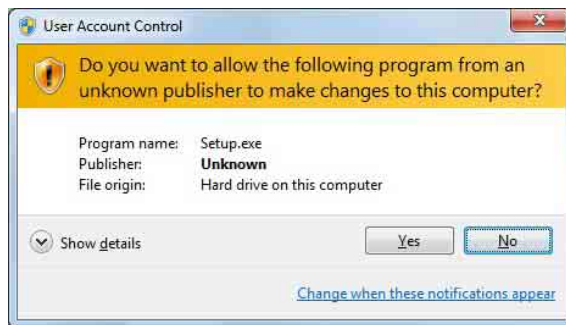 User Account Control
Do you want to allow the following program from an
unknown publisher to make changes to this computer?
Program name: Setup.exe
Publisher: Unknown
File origin: Hard drive on this computer
Show details
Yes
No
Change when these notifications appear